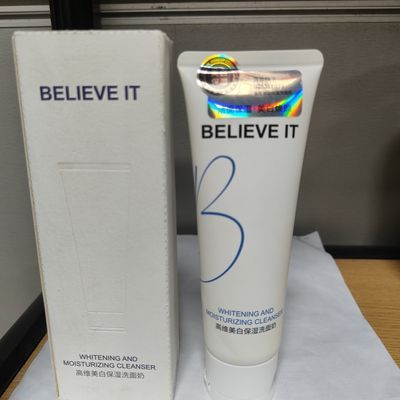 BELIEVE IT
WHITENING AND
MOISTURIZING CLEANSER
高维美白保湿洗面奶
BELIEVE IT
WHITENING AND
MOISTURIZING CLEANSER
高维美白保湿洗面奶